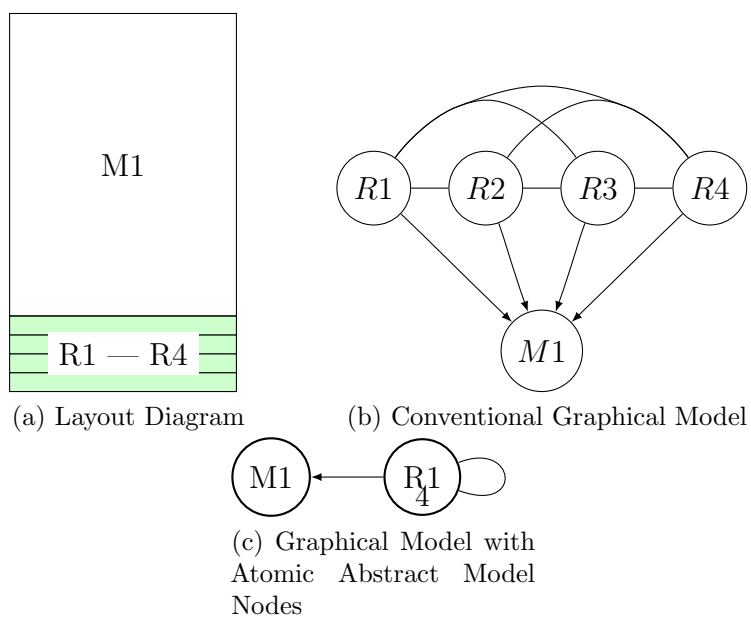 M1
R1 — R4
(a) Layout Diagram
R1
R2
R3
R4
M1
(b) Conventional Graphical Model
M1
R1
4
(c) Graphical Model with
Atomic Abstract Model
Nodes